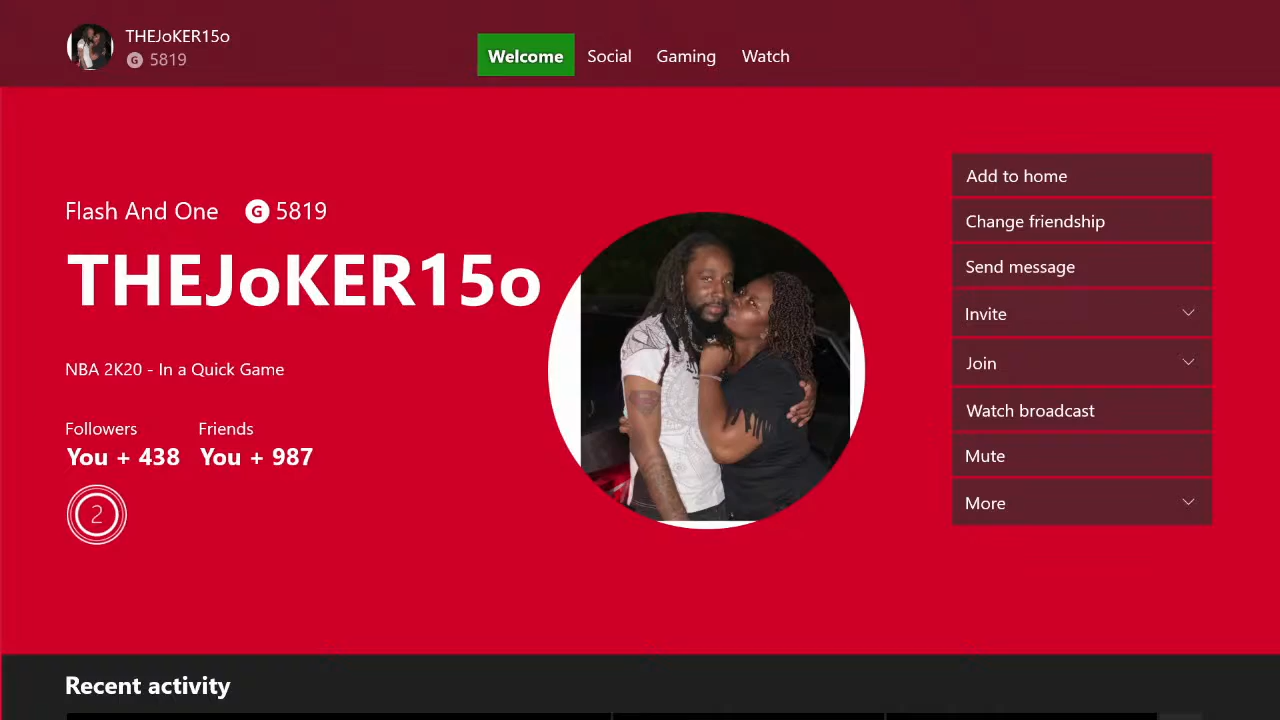 THEJoKER15o
G 5819
Welcome Social Gaming Watch
Flash And One G 5819
THEJoKER15o
NBA 2K20 - In a Quick Game
Followers Friends
You + 438 You + 987
2
Add to home
Change friendship
Send message
Invite
Join
Watch broadcast
Mute
More
Recent activity